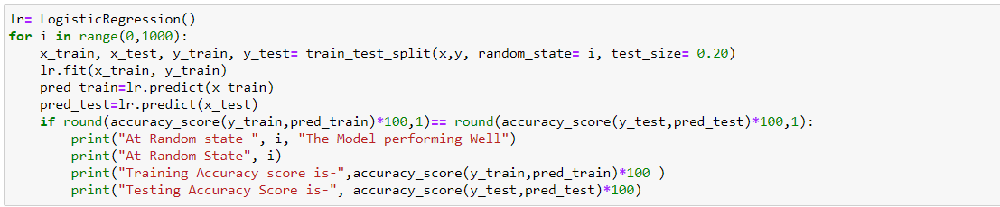 lr= LogisticRegression()
for i in range(0,1000):
    x_train, x_test, y_train, y_test= train_test_split(x,y, random_state= i, test_size= 0.20)
    lr.fit(x_train, y_train)
    pred_train=lr.predict(x_train)
    pred_test=lr.predict(x_test)
    if round(accuracy_score(y_train,pred_train)*100,1)== round(accuracy_score(y_test,pred_test)*100,1):
        print("At Random state ", i, "The Model performing Well")
        print("At Random State", i)
        print("Training Accuracy score is-",accuracy_score(y_train,pred_train)*100 )
        print("Testing Accuracy Score is-", accuracy_score(y_test,pred_test)*100)